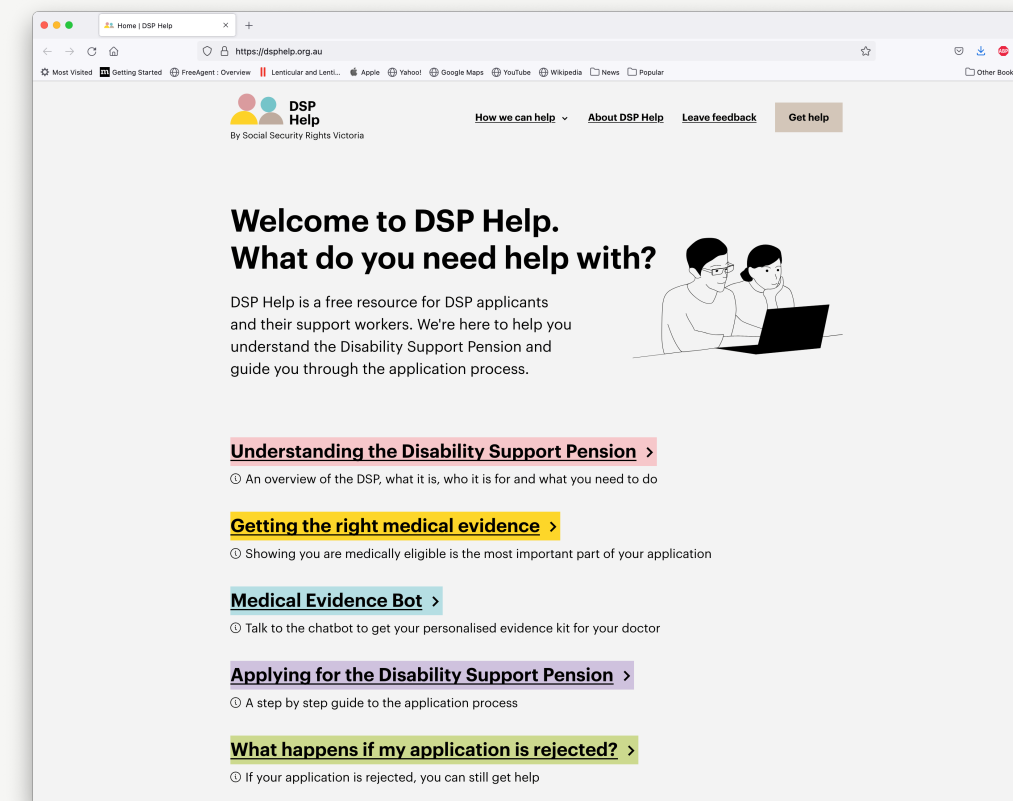 Home | DSP Help
https://dsphelp.org.au
Most Visited
m Getting Started
FreeAgent : Overview
Lenticular and Lenti...
Apple
Yahoo!
Google Maps
YouTube
Wikipedia
News
Popular
Other Book
ABP
DSP
Help
By Social Security Rights Victoria
How we can help
About DSP Help
Leave feedback
Get help
Welcome to DSP Help.
What do you need help with?
DSP Help is a free resource for DSP applicants
and their support workers. We're here to help you
understand the Disability Support Pension and
guide you through the application process.
Understanding the Disability Support Pension
An overview of the DSP, what it is, who it is for and what you need to do
Getting the right medical evidence
Showing you are medically eligible is the most important part of your application
Medical Evidence Bot
Talk to the chatbot to get your personalised evidence kit for your doctor
Applying for the Disability Support Pension
A step by step guide to the application process
What happens if my application is rejected?
If your application is rejected, you can still get help